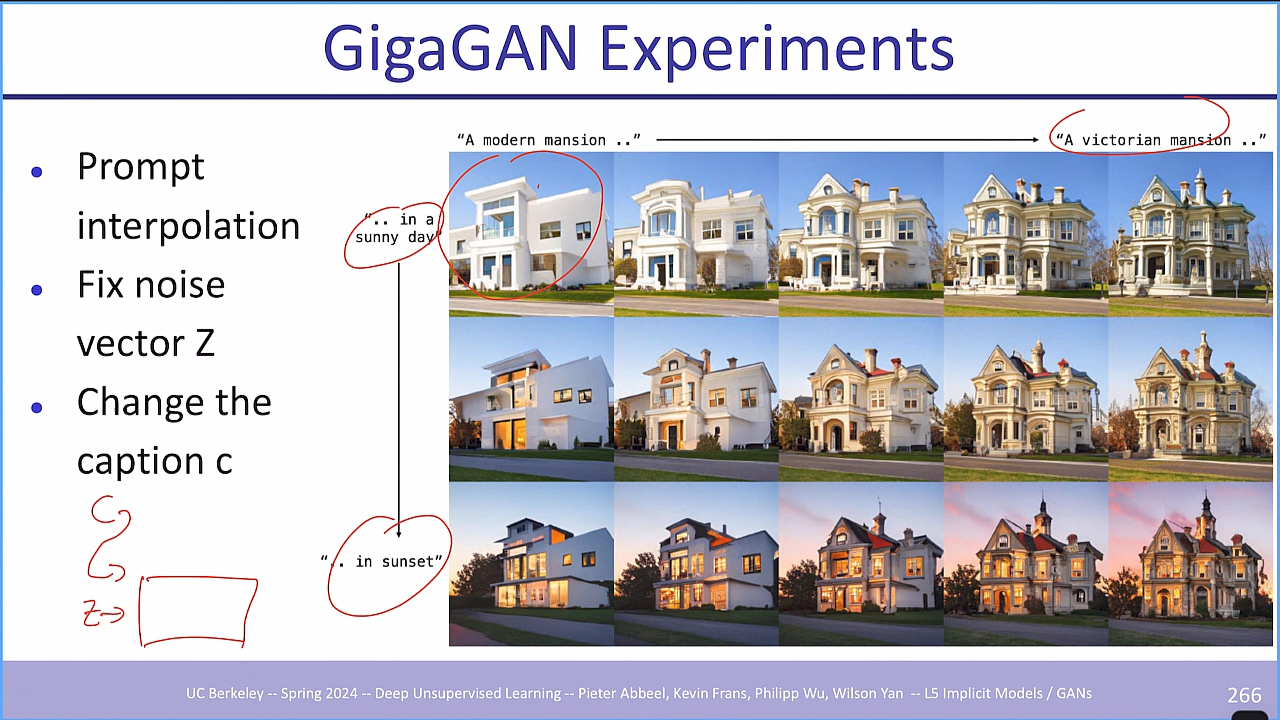 GigaGAN Experiments
• Prompt
interpolation
• Fix noise
vector Z
• Change the
caption c
C
Z→
“A modern mansion ..”
“A victorian mansion ..”
“.. in a
sunny day”
“.. in sunset”
UC Berkeley -- Spring 2024 -- Deep Unsupervised Learning -- Pieter Abbeel, Kevin Frans, Philipp Wu, Wilson Yan -- L5 Implicit Models / GANs
266